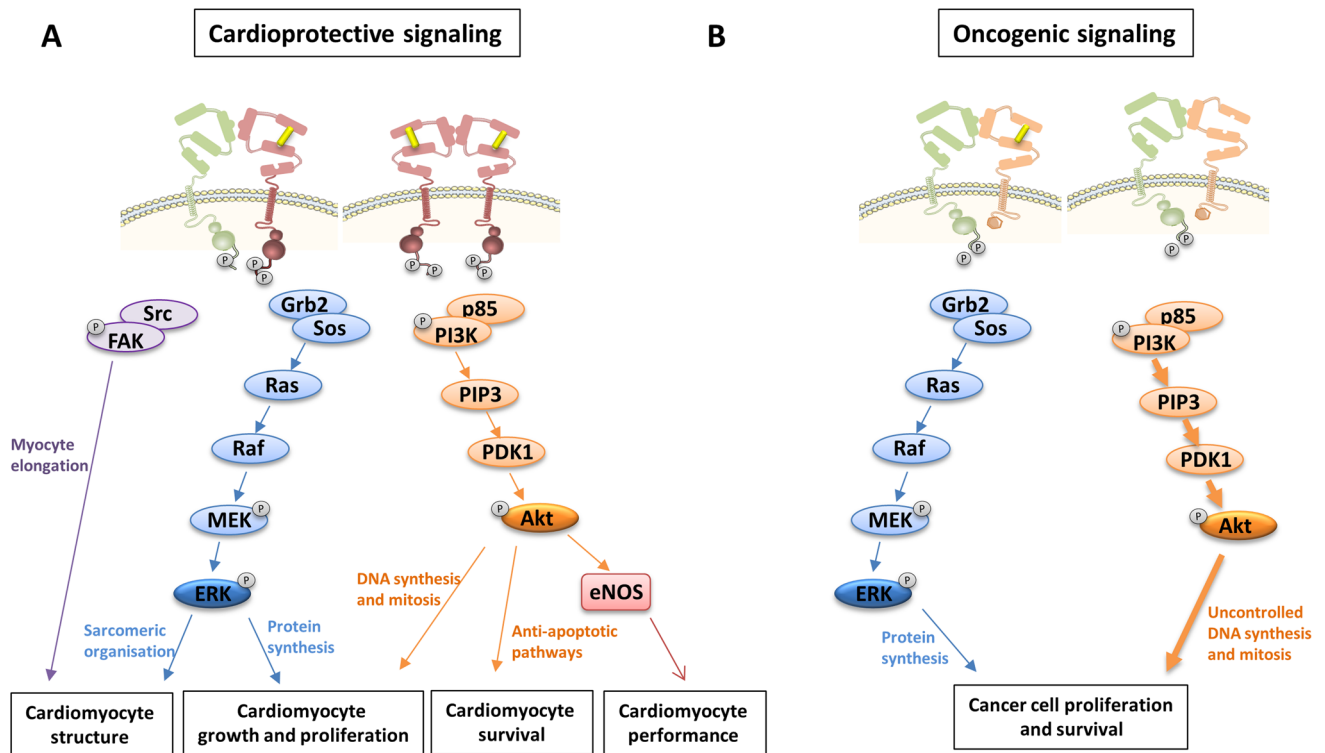 A
Cardioprotective signaling
P
P
P
P
P
P
P
Src
P
FAK
Grb2
Sos
Ras
Raf
MEK
P
ERK
P
p85
P
PI3K
PIP3
PDK1
P
Akt
eNOS
Myocyte
elongation
Sarcomeric
organisation
Protein
synthesis
DNA synthesis
and mitosis
Anti-apoptotic
pathways
Cardiomyocyte
structure
Cardiomyocyte
growth and proliferation
Cardiomyocyte
survival
Cardiomyocyte
performance
B
Oncogenic signaling
P
P
P
P
Grb2
Sos
Ras
Raf
MEK
P
ERK
P
p85
P
PI3K
PIP3
PDK1
P
Akt
Protein
synthesis
Uncontrolled
DNA synthesis
and mitosis
Cancer cell proliferation
and survival